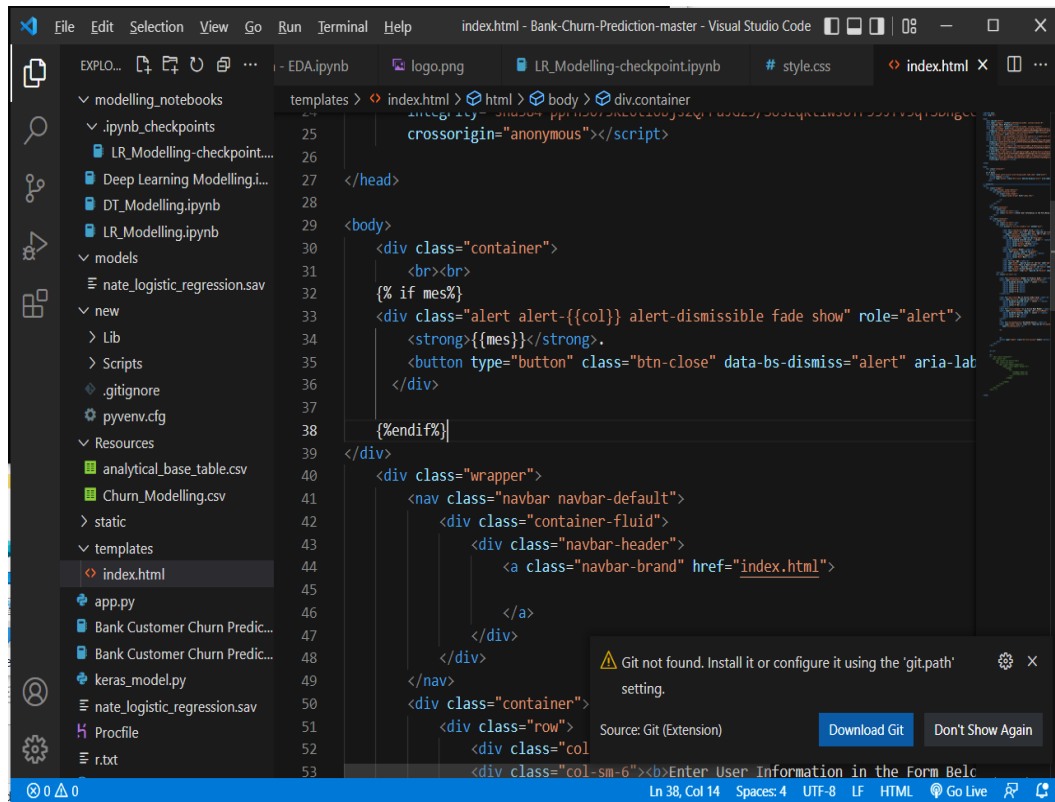 File Edit Selection View Go Run Terminal Help index.html - Bank-Churn-Prediction-master - Visual Studio Code
EXPLO... - EDA.ipynb logo.png LR_Modelling-checkpoint.ipynb # style.css <> index.html
templates > <> index.html > html > body > div.container
modelling_notebooks
.ipynb_checkpoints
LR_Modelling-checkpoint....
Deep Learning Modelling.i...
DT_Modelling.ipynb
LR_Modelling.ipynb
models
nate_logistic_regression.sav
new
Lib
Scripts
.gitignore
pyvenv.cfg
Resources
analytical_base_table.csv
Churn_Modelling.csv
static
templates
<> index.html
app.py
Bank Customer Churn Predic...
Bank Customer Churn Predic...
keras_model.py
nate_logistic_regression.sav
Procfile
r.txt
24 integrity=
25 crossorigin="anonymous"></script>
26
27 </head>
28
29 <body>
30 <div class="container">
31 <br><br>
32 {% if mes%}
33 <div class="alert alert-{{col}} alert-dismissible fade show" role="alert">
34 <strong>{{mes}}</strong>.
35 <button type="button" class="btn-close" data-bs-dismiss="alert" aria-lab
36 </div>
37
38 {%endif%}
39 </div>
40 <div class="wrapper">
41 <nav class="navbar navbar-default">
42 <div class="container-fluid">
43 <div class="navbar-header">
44 <a class="navbar-brand" href="index.html">
45
46 </a>
47 </div>
48 </div>
49 </nav>
50 <div class="container">
51 <div class="row">
52 <div class="col
53 <div class="col-sm-6"><b>Enter User Information in the Form Belo
Git not found. Install it or configure it using the 'git.path'
setting.
Source: Git (Extension) Download Git Don't Show Again
0 0 Ln 38, Col 14 Spaces: 4 UTF-8 LF HTML Go Live